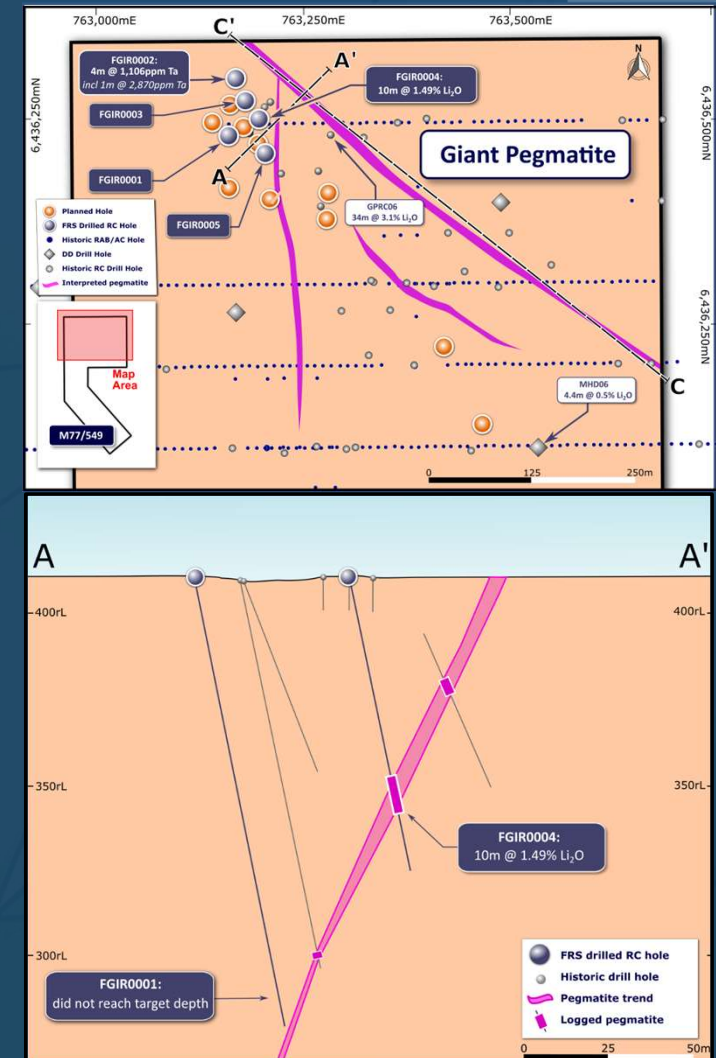 763,000mE
763,250mE
763,500mE
C'
A'
N
FGIR0002:
4m @ 1,106ppm Ta
incl 1m @ 2,870ppm Ta
FGIR0004:
10m @ 1.49% Li₂O
FGIR0003
6,436,250mN
6,436,500mN
Giant Pegmatite
FGIR0001
A
FGIR0005
GPRC06
34m @ 3.1% Li₂O
Planned Hole
FRS Drilled RC Hole
Historic RAB/AC Hole
DD Drill Hole
Historic RC Drill Hole
Interpreted pegmatite
6,436,250mN
Map
Area
M77/549
C
MHD06
4.4m @ 0.5% Li₂O
0
125
250m
A
A'
400rL
400rL
350rL
350rL
FGIR0004:
10m @ 1.49% Li₂O
300rL
FGIR0001:
did not reach target depth
FRS drilled RC hole
Historic drill hole
Pegmatite trend
Logged pegmatite
0
25
50m